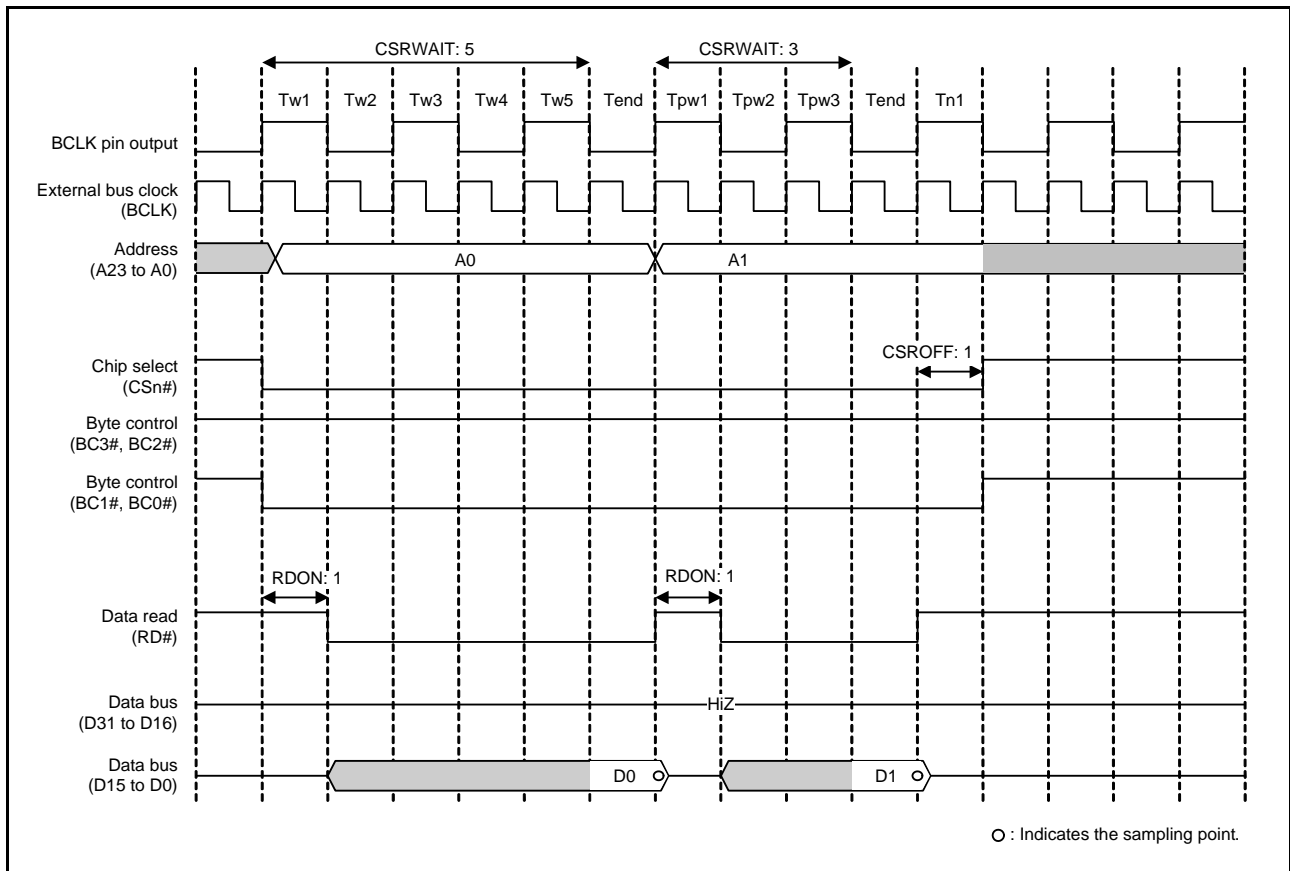 CSRWAIT: 5
CSRWAIT: 3
Tw1 Tw2 Tw3 Tw4 Tw5 Tend Tpw1 Tpw2 Tpw3 Tend Tn1
BCLK pin output
External bus clock
(BCLK)
Address
(A23 to A0)
A0
A1
CSROFF: 1
Chip select
(CSn#)
Byte control
(BC3#, BC2#)
Byte control
(BC1#, BC0#)
RDON: 1
RDON: 1
Data read
(RD#)
Data bus
(D31 to D16)
HiZ
Data bus
(D15 to D0)
D0
D1
: Indicates the sampling point.